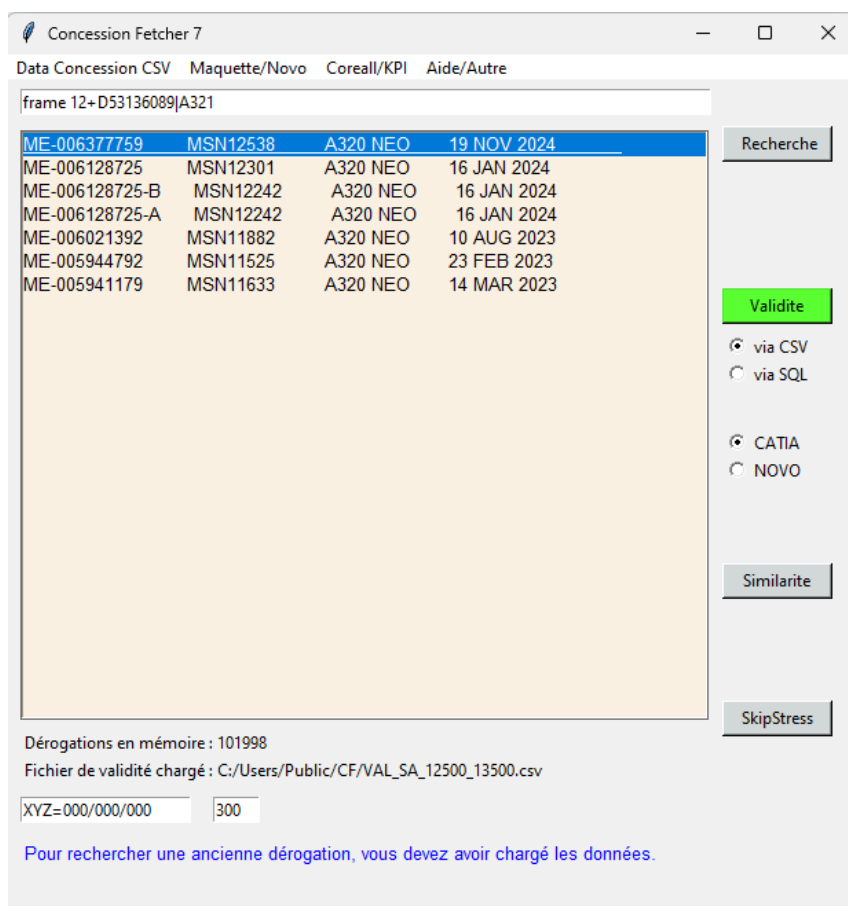 Concession Fetcher 7
Data Concession CSV Maquette/Novo Coreall/KPI Aide/Autre
frame 12+D53136089|A321
Recherche
ME-006377759 MSN12538 A320 NEO 19 NOV 2024
ME-006128725 MSN12301 A320 NEO 16 JAN 2024
ME-006128725-B MSN12242 A320 NEO 16 JAN 2024
ME-006128725-A MSN12242 A320 NEO 16 JAN 2024
ME-006021392 MSN11882 A320 NEO 10 AUG 2023
ME-005944792 MSN11525 A320 NEO 23 FEB 2023
ME-005941179 MSN11633 A320 NEO 14 MAR 2023
Validite
via CSV
via SQL
CATIA
NOVO
Similarite
SkipStress
Dérogations en mémoire : 101998
Fichier de validité chargé : C:/Users/Public/CF/VAL_SA_12500_13500.csv
XYZ=000/000/000 300
Pour rechercher une ancienne dérogation, vous devez avoir chargé les données.